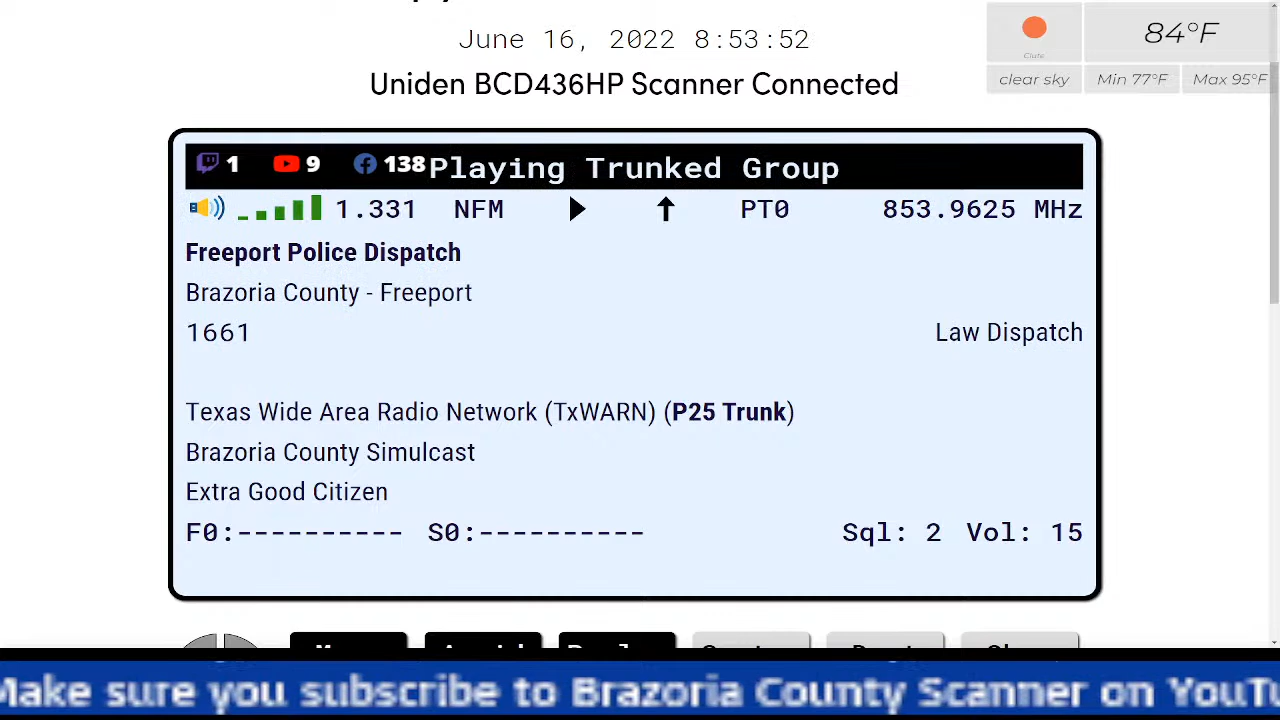 June 16, 2022 8:53:52
84°F
Clute
clear sky Min 77°F Max 95°F
Uniden BCD436HP Scanner Connected
1 9 138 Playing Trunked Group
1.331 NFM PT0 853.9625 MHz
Freeport Police Dispatch
Brazoria County - Freeport
1661 Law Dispatch
Texas Wide Area Radio Network (TxWARN) (P25 Trunk)
Brazoria County Simulcast
Extra Good Citizen
F0:---------- S0:---------- Sql: 2 Vol: 15
Make sure you subscribe to Brazoria County Scanner on YouTu